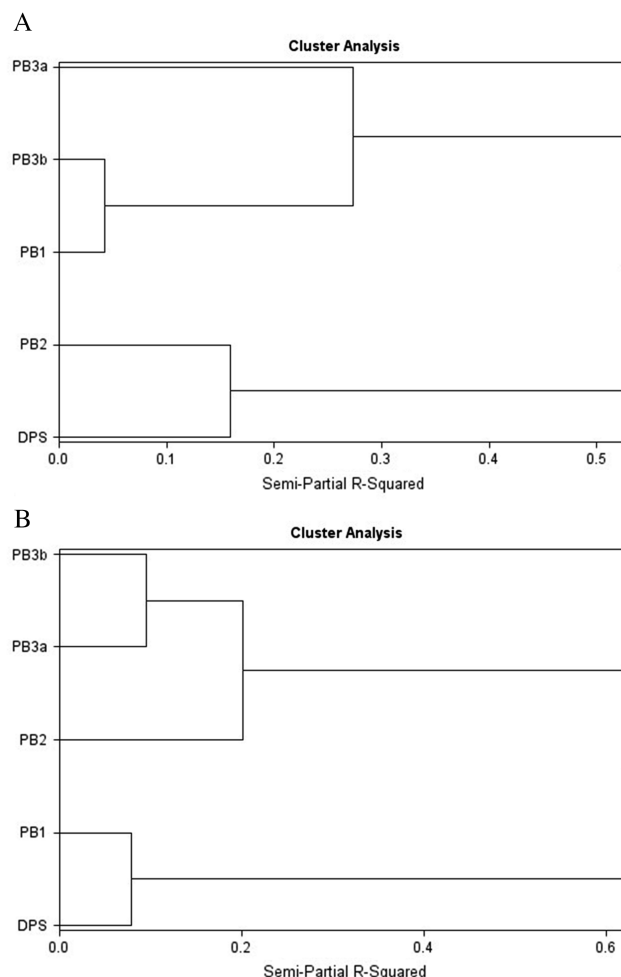 A
Cluster Analysis
PB3a
PB3b
PB1
PB2
DPS
0.0 0.1 0.2 0.3 0.4 0.5
Semi-Partial R-Squared
B
Cluster Analysis
PB3b
PB3a
PB2
PB1
DPS
0.0 0.2 0.4 0.6
Semi-Partial R-Squared